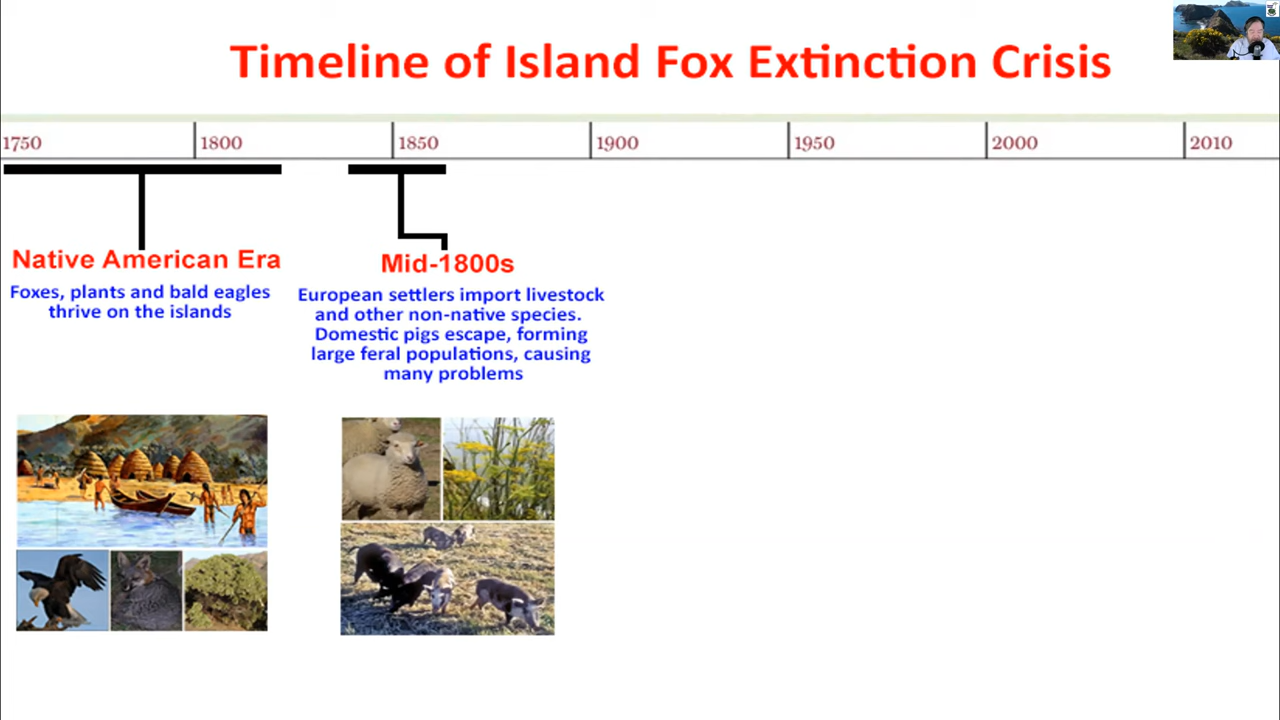 Timeline of Island Fox Extinction Crisis
1750
1800
1850
1900
1950
2000
2010
Native American Era
Foxes, plants and bald eagles
thrive on the islands
Mid-1800s
European settlers import livestock
and other non-native species.
Domestic pigs escape, forming
large feral populations, causing
many problems